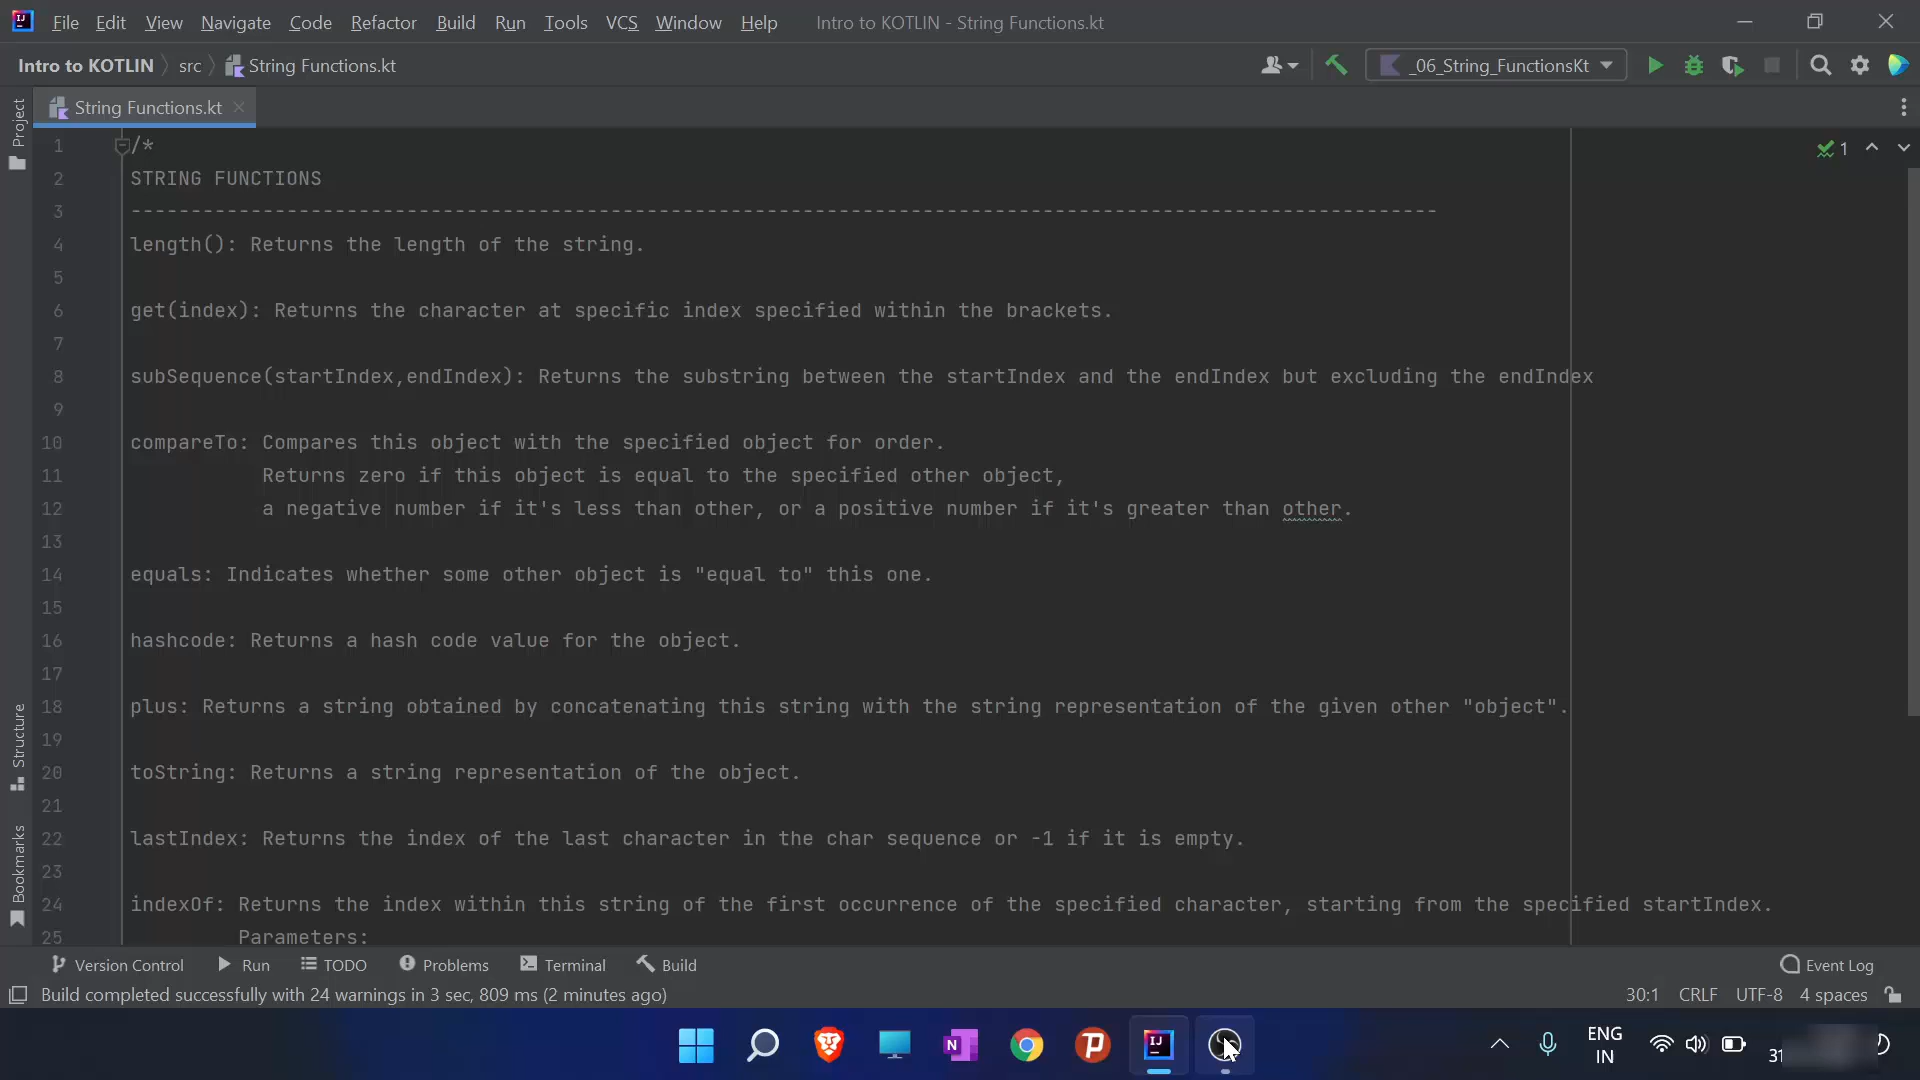 File Edit View Navigate Code Refactor Build Run Tools VCS Window Help Intro to KOTLIN - String Functions.kt
Intro to KOTLIN src String Functions.kt _06_String_FunctionsKt
Project String Functions.kt
1 /* 1
2 STRING FUNCTIONS
3 -------------------------------------------------------------------------------------------------------------
4 length(): Returns the length of the string.
5
6 get(index): Returns the character at specific index specified within the brackets.
7
8 subSequence(startIndex,endIndex): Returns the substring between the startIndex and the endIndex but excluding the endIndex
9
10 compareTo: Compares this object with the specified object for order.
11 Returns zero if this object is equal to the specified other object,
12 a negative number if it's less than other, or a positive number if it's greater than other.
13
14 equals: Indicates whether some other object is "equal to" this one.
15
16 hashcode: Returns a hash code value for the object.
17
18 plus: Returns a string obtained by concatenating this string with the string representation of the given other "object".
19
20 toString: Returns a string representation of the object.
21
22 lastIndex: Returns the index of the last character in the char sequence or -1 if it is empty.
23
24 indexOf: Returns the index within this string of the first occurrence of the specified character, starting from the specified startIndex.
25 Parameters:
Structure
Bookmarks
Version Control Run TODO Problems Terminal Build Event Log
Build completed successfully with 24 warnings in 3 sec, 809 ms (2 minutes ago) 30:1 CRLF UTF-8 4 spaces
ENG
IN
31